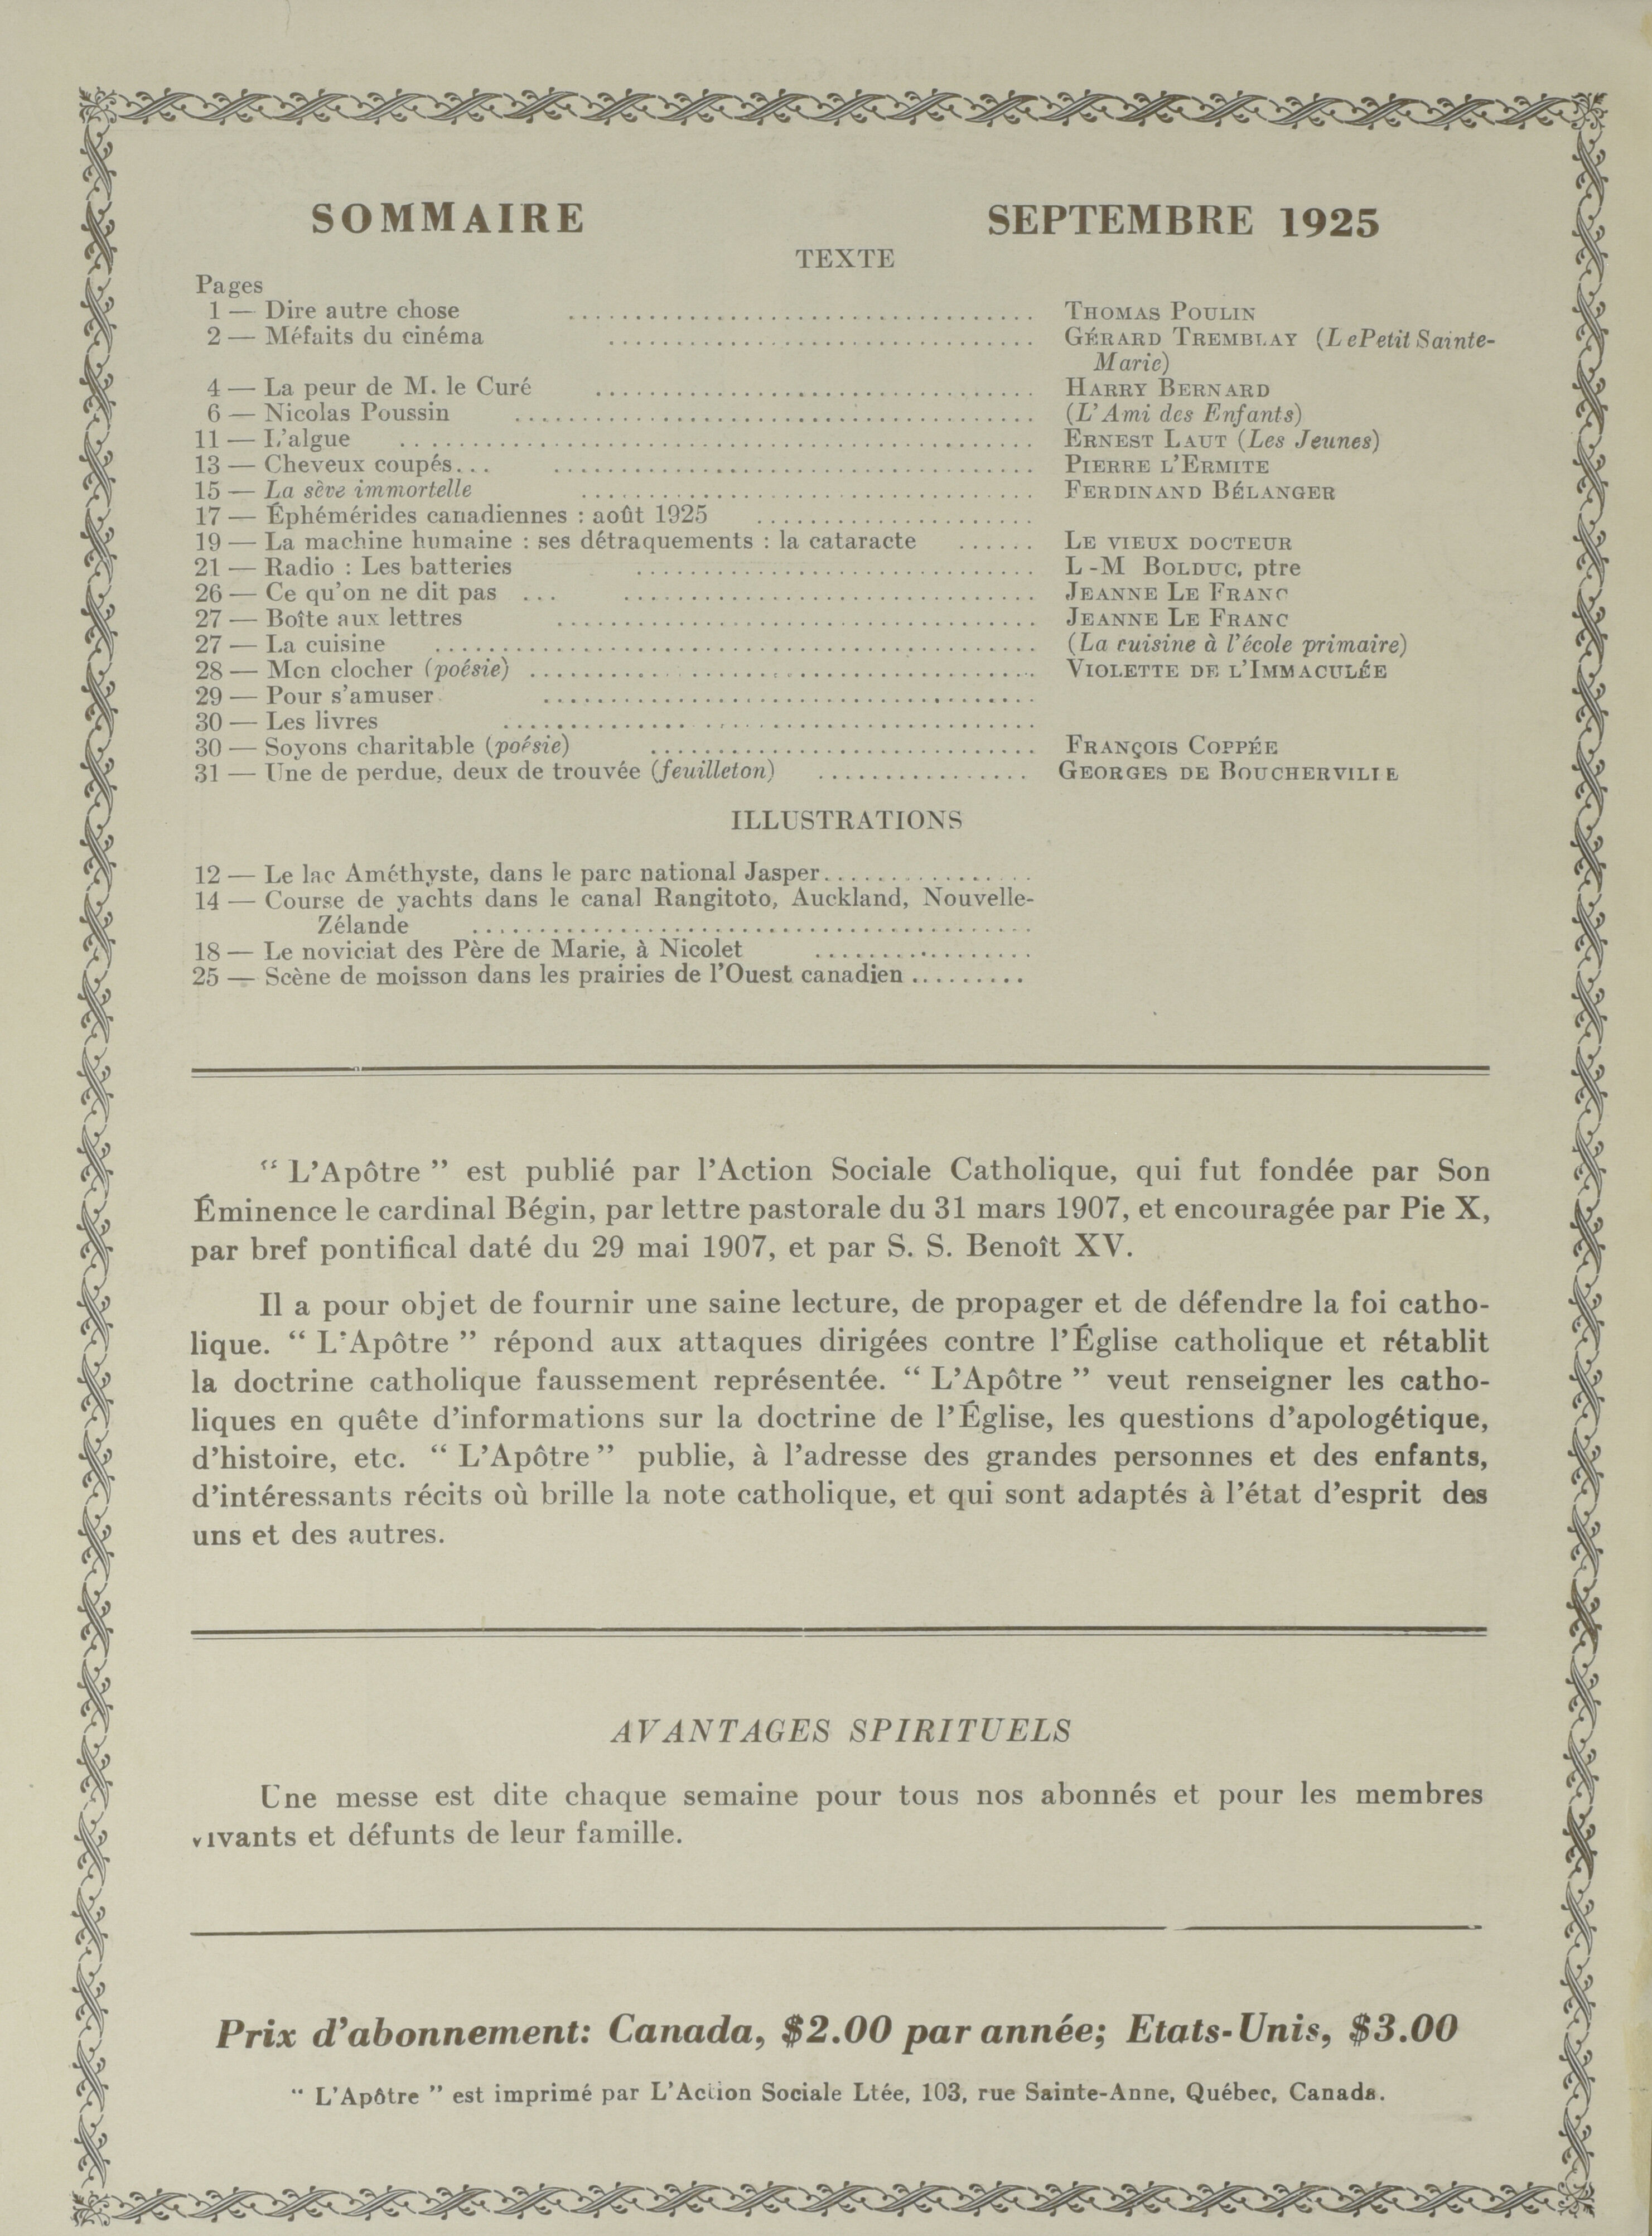 SOMMAIRE SEPTEMBRE 1925
TEXTE
Pages
1 — Dire autre chose ................................... THOMAS POULIN
2 — Méfaits du cinéma ................................ GÉRARD TREMBLAY (Le Petit Sainte-
Marie)
4 — La peur de M. le Curé ................................. HARRY BERNARD
6 — Nicolas Poussin ....................................... (L'Ami des Enfants)
11 — L'algue ............................................... ERNEST LAUT (Les Jeunes)
13 — Cheveux coupés... .................................... PIERRE L'ERMITE
15 — La sève immortelle .................................. FERDINAND BÉLANGER
17 — Éphémérides canadiennes : août 1925 .....................
19 — La machine humaine : ses détraquements : la cataracte ...... LE VIEUX DOCTEUR
21 — Radio : Les batteries .............................. L-M BOLDUC, ptre
26 — Ce qu'on ne dit pas ... ............................... JEANNE LE FRANC
27 — Boîte aux lettres .................................... JEANNE LE FRANC
27 — La cuisine ............................................. (La cuisine à l'école primaire)
28 — Mon clocher (poésie) ...................................... VIOLETTE DE L'IMMACULÉE
29 — Pour s'amuser .....................................
30 — Les livres ........................................
30 — Soyons charitable (poésie) ............................. FRANÇOIS COPPÉE
31 — Une de perdue, deux de trouvée (feuilleton) ................ GEORGES DE BOUCHERVILLE
ILLUSTRATIONS
12 — Le lac Améthyste, dans le parc national Jasper................
14 — Course de yachts dans le canal Rangitoto, Auckland, Nouvelle-
Zélande ..........................................
18 — Le noviciat des Père de Marie, à Nicolet ................
25 — Scène de moisson dans les prairies de l'Ouest canadien .........
“ L'Apôtre ” est publié par l'Action Sociale Catholique, qui fut fondée par Son
Éminence le cardinal Bégin, par lettre pastorale du 31 mars 1907, et encouragée par Pie X,
par bref pontifical daté du 29 mai 1907, et par S. S. Benoît XV.
Il a pour objet de fournir une saine lecture, de propager et de défendre la foi catho-
lique. “ L'Apôtre ” répond aux attaques dirigées contre l'Église catholique et rétablit
la doctrine catholique faussement représentée. “ L'Apôtre ” veut renseigner les catho-
liques en quête d'informations sur la doctrine de l'Église, les questions d'apologétique,
d'histoire, etc. “ L'Apôtre ” publie, à l'adresse des grandes personnes et des enfants,
d'intéressants récits où brille la note catholique, et qui sont adaptés à l'état d'esprit des
uns et des autres.
AVANTAGES SPIRITUELS
Une messe est dite chaque semaine pour tous nos abonnés et pour les membres
vivants et défunts de leur famille.
Prix d'abonnement: Canada, $2.00 par année; Etats-Unis, $3.00
“ L'Apôtre ” est imprimé par L'Action Sociale Ltée, 103, rue Sainte-Anne, Québec, Canada.